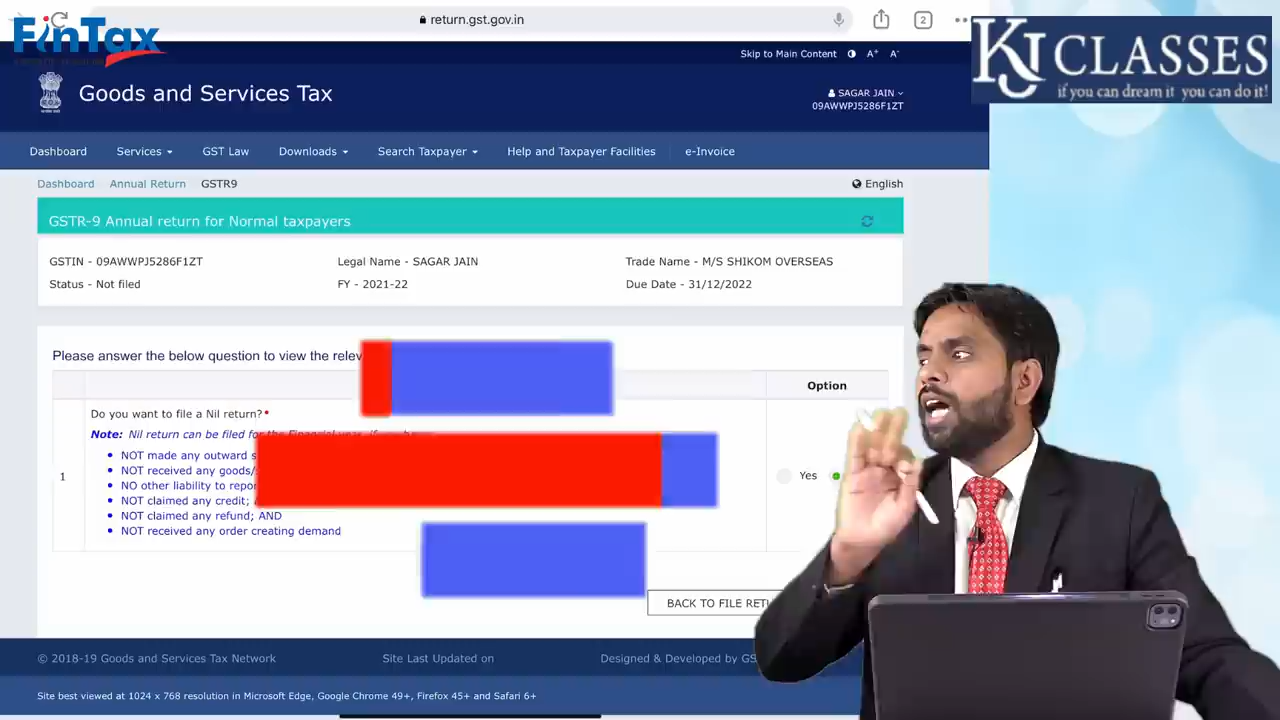 return.gst.gov.in
2
FinTax
KJ CLASSES
if you can dream it you can do it!
Skip to Main Content A+ A-
Goods and Services Tax
SAGAR JAIN
09AWWPJ5286F1ZT
Dashboard Services GST Law Downloads Search Taxpayer Help and Taxpayer Facilities e-Invoice
Dashboard Annual Return GSTR9 English
GSTR-9 Annual return for Normal taxpayers
GSTIN - 09AWWPJ5286F1ZT Legal Name - SAGAR JAIN Trade Name - M/S SHIKOM OVERSEAS
Status - Not filed FY - 2021-22 Due Date - 31/12/2022
Please answer the below question to view the
Option
Do you want to file a Nil return?*
Note: Nil return can be filed for the Financial year,
1
NOT made any outward
NOT received any goods/
NO other liability to
NOT claimed any credit;
NOT claimed any refund; AND
NOT received any order creating demand
Yes
BACK TO FILE
© 2018-19 Goods and Services Tax Network Site Last Updated on Designed & Developed by
Site best viewed at 1024 x 768 resolution in Microsoft Edge, Google Chrome 49+, Firefox 45+ and Safari 6+